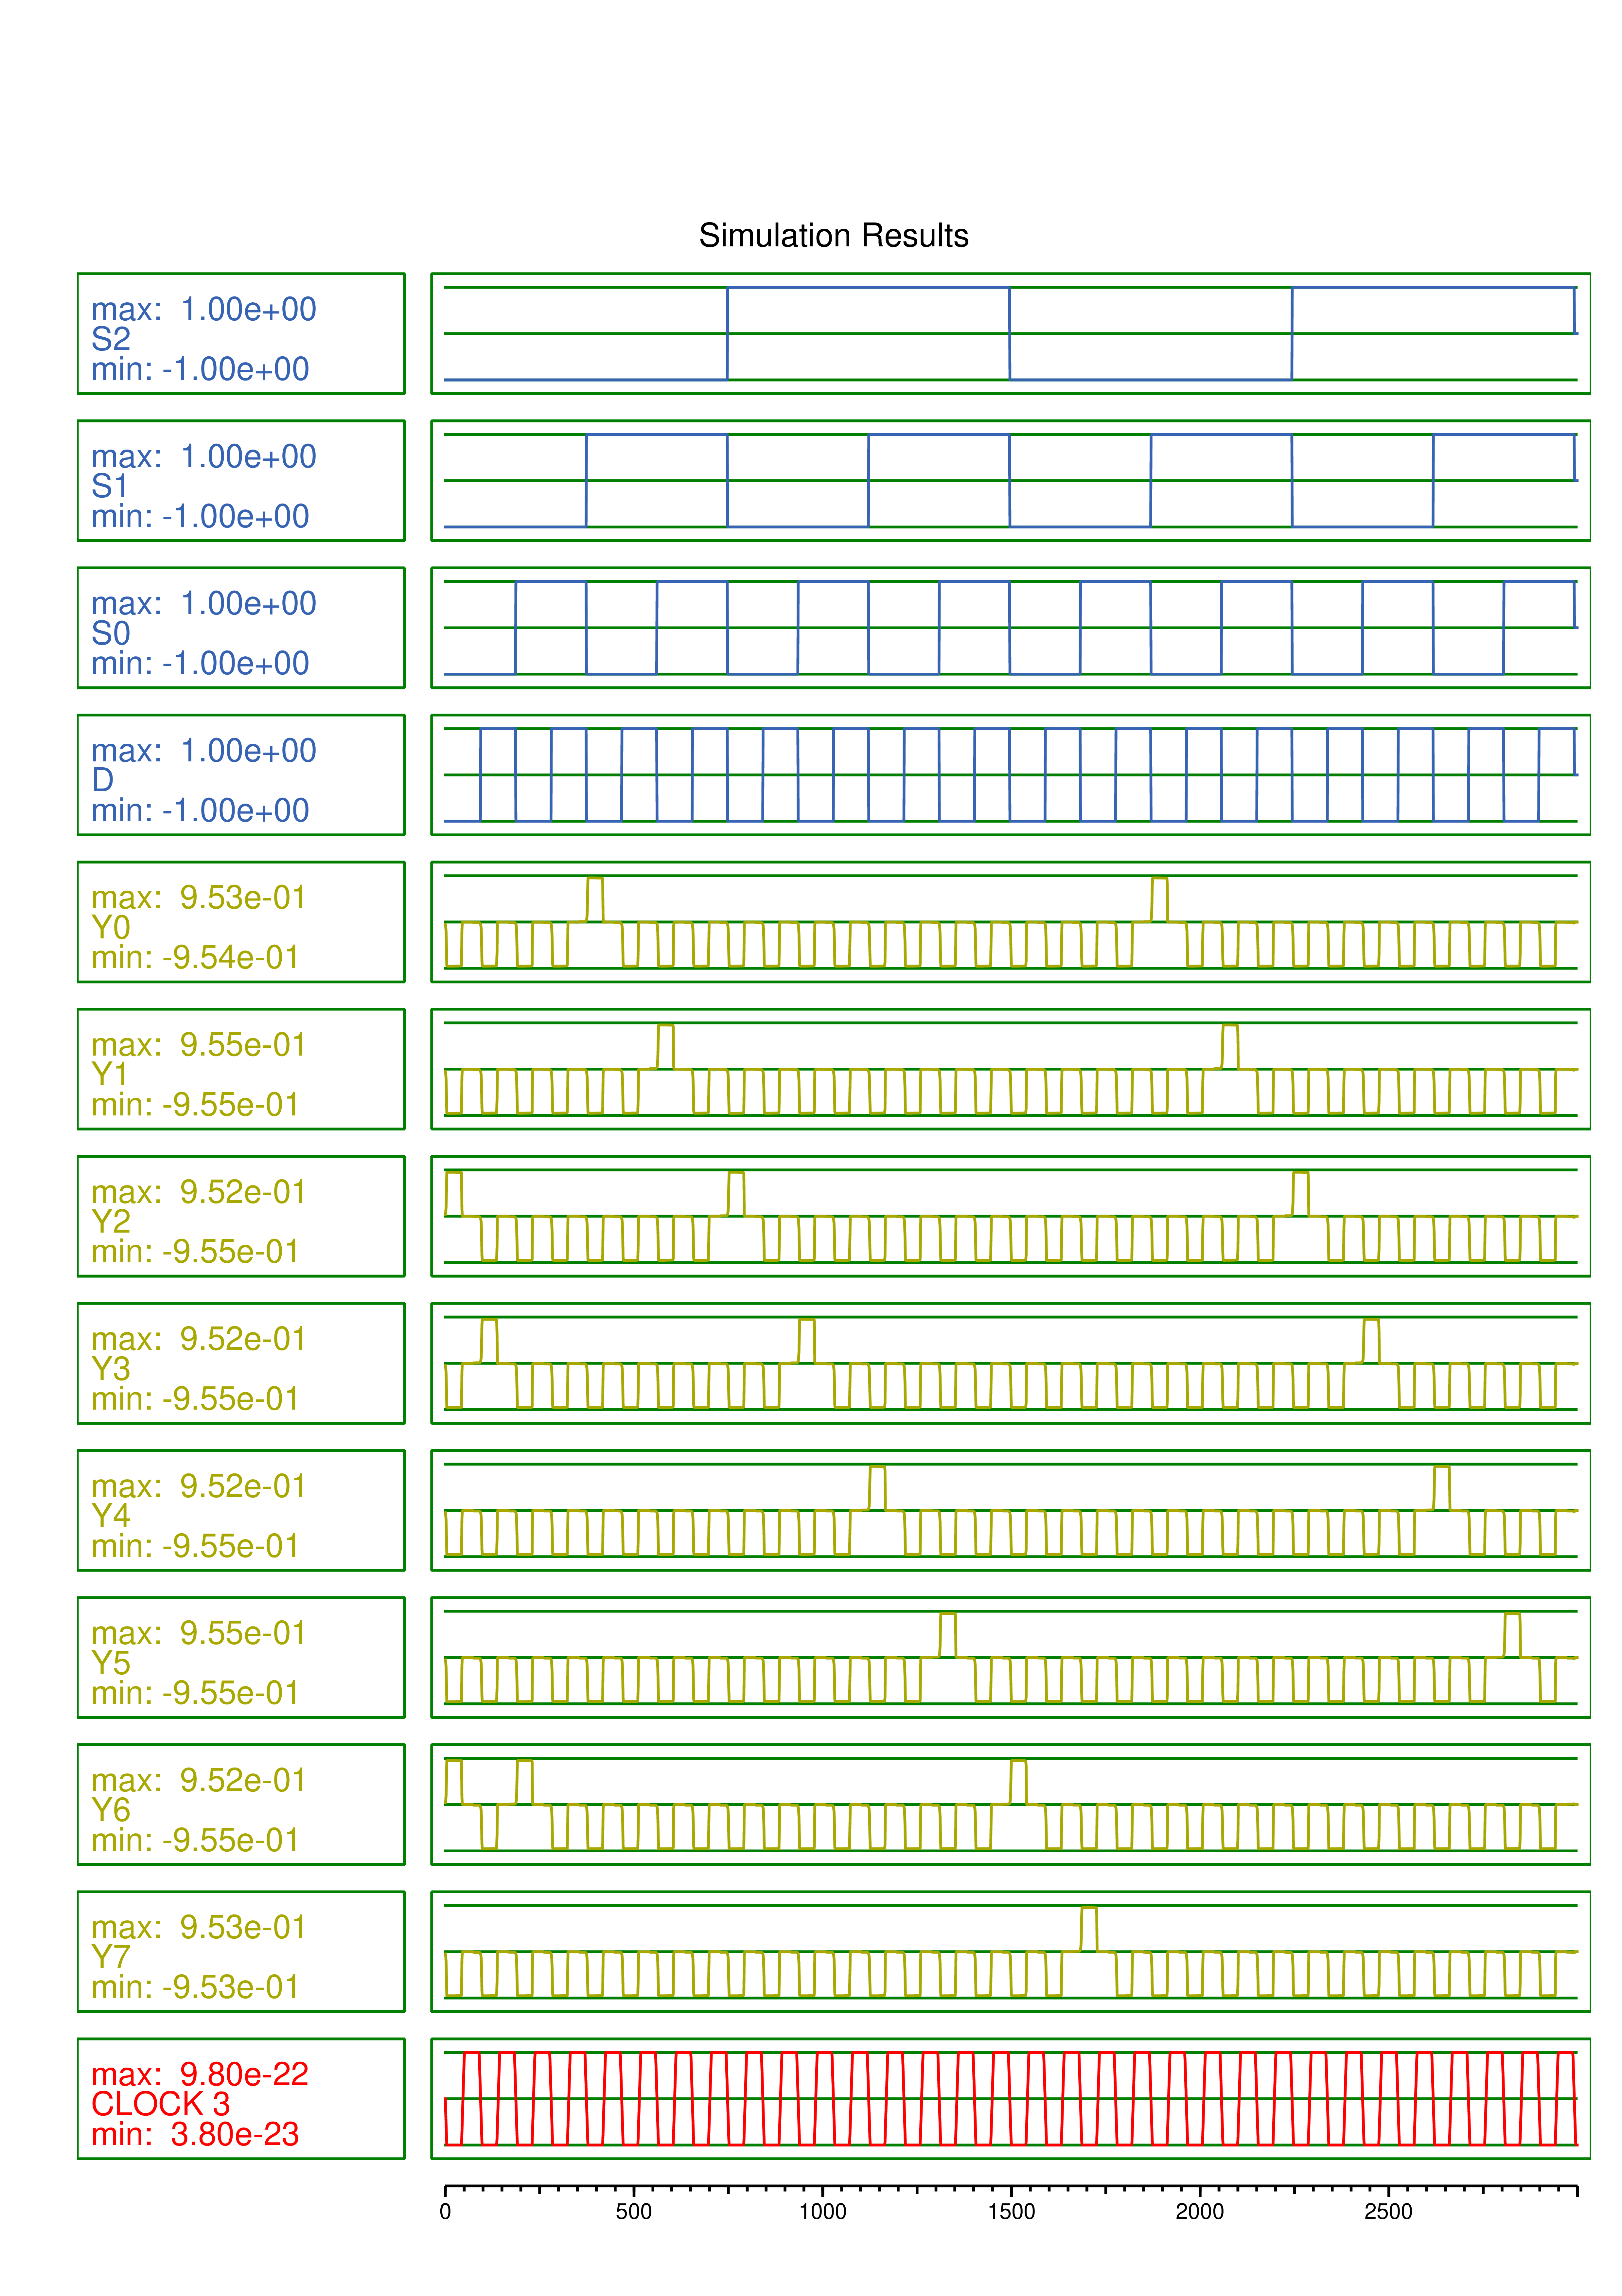 Simulation Results
max: 1.00e+00
S2
min: -1.00e+00
max: 1.00e+00
S1
min: -1.00e+00
max: 1.00e+00
S0
min: -1.00e+00
max: 1.00e+00
D
min: -1.00e+00
max: 9.53e-01
Y0
min: -9.54e-01
max: 9.55e-01
Y1
min: -9.55e-01
max: 9.52e-01
Y2
min: -9.55e-01
max: 9.52e-01
Y3
min: -9.55e-01
max: 9.52e-01
Y4
min: -9.55e-01
max: 9.55e-01
Y5
min: -9.55e-01
max: 9.52e-01
Y6
min: -9.55e-01
max: 9.53e-01
Y7
min: -9.53e-01
max: 9.80e-22
CLOCK 3
min: 3.80e-23
0 500 1000 1500 2000 2500